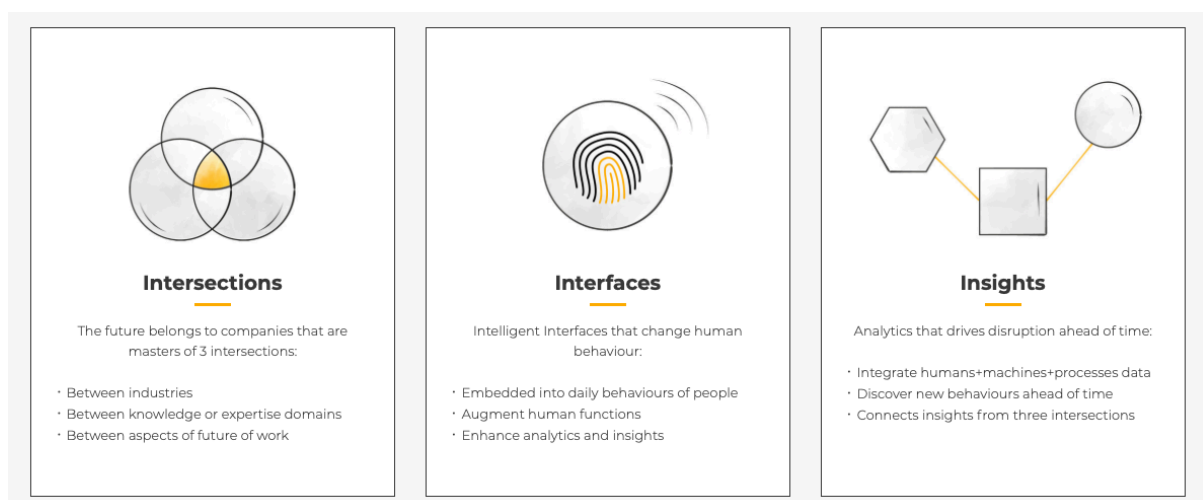 Intersections
The future belongs to companies that are
masters of 3 intersections:
· Between industries
· Between knowledge or expertise domains
· Between aspects of future of work
Interfaces
Intelligent Interfaces that change human
behaviour:
· Embedded into daily behaviours of people
· Augment human functions
· Enhance analytics and insights
Insights
Analytics that drives disruption ahead of time:
· Integrate humans+machines+processes data
· Discover new behaviours ahead of time
· Connects insights from three intersections